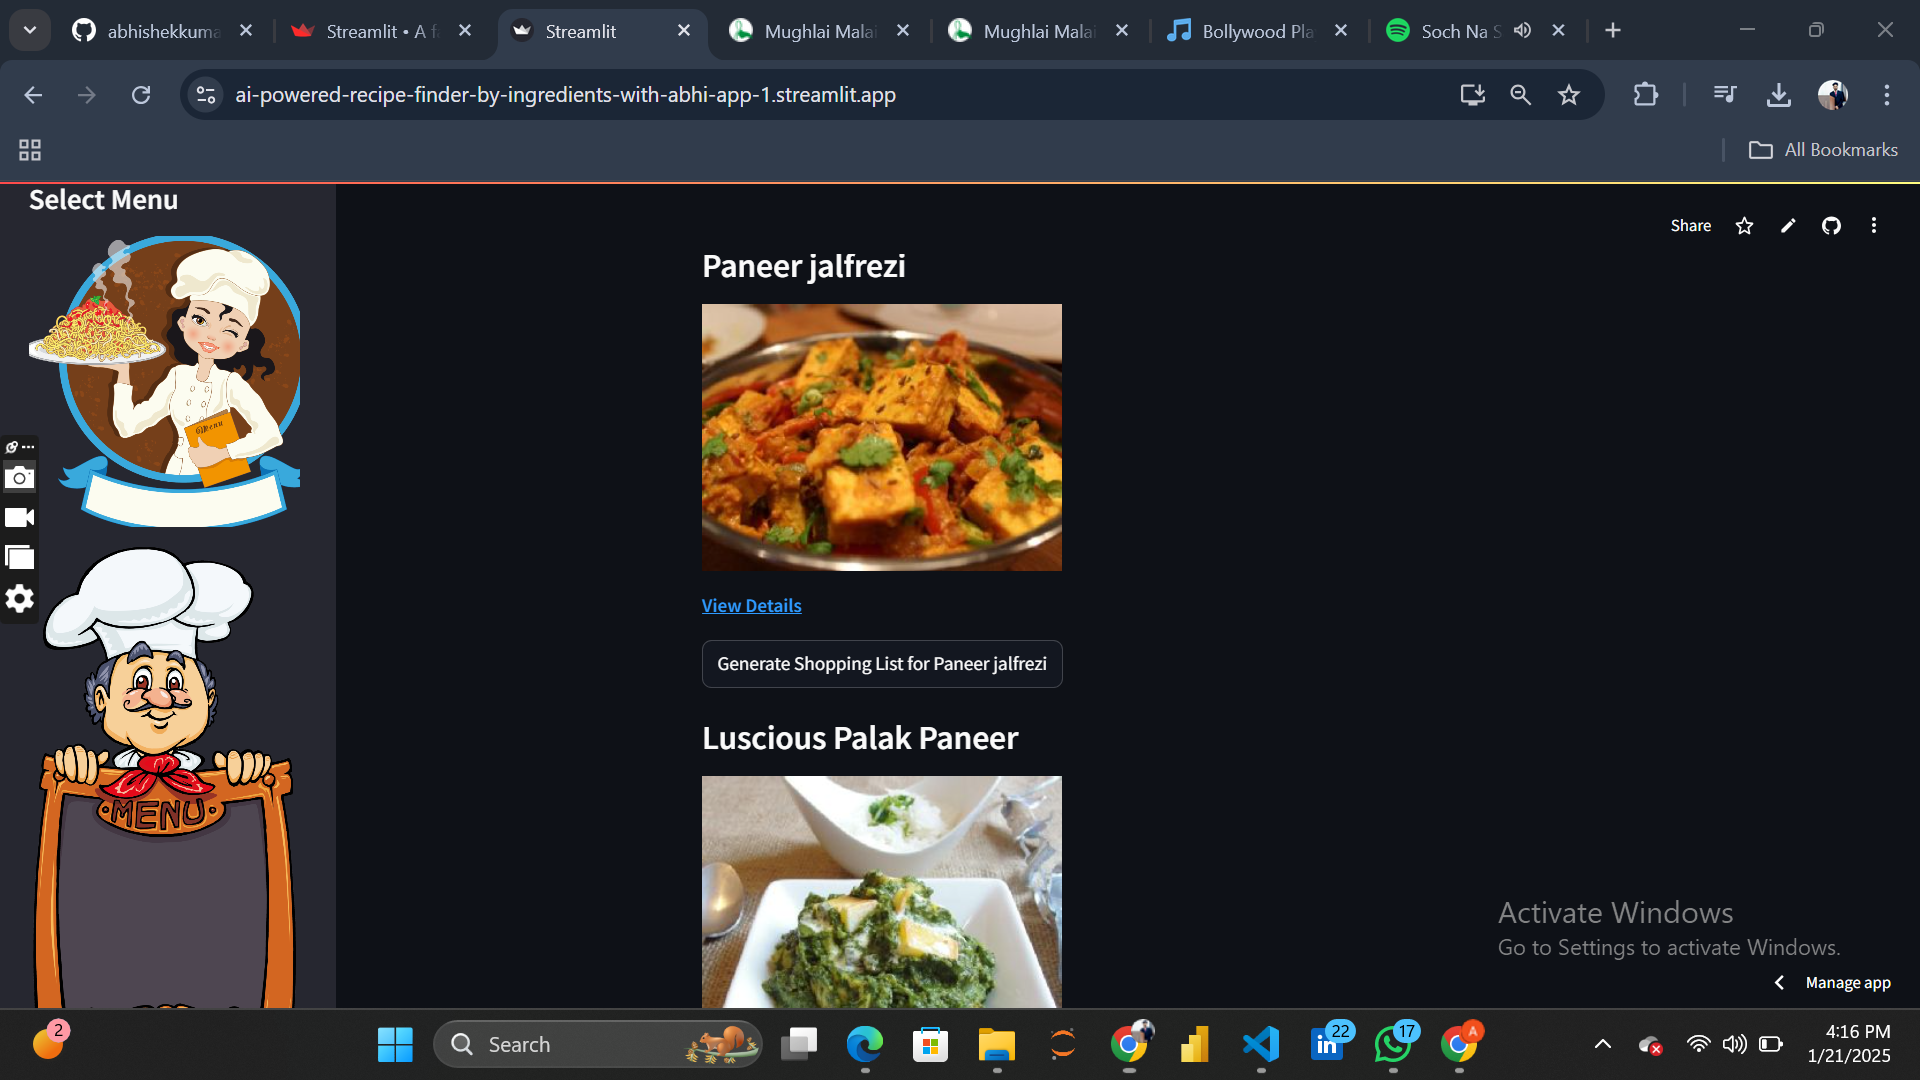 abhishekkuma
Streamlit • A f
Streamlit
Mughlai Malai
Mughlai Malai
Bollywood Pla
Soch Na S
ai-powered-recipe-finder-by-ingredients-with-abhi-app-1.streamlit.app
All Bookmarks
Select Menu
Share
Paneer jalfrezi
Menu
View Details
Generate Shopping List for Paneer jalfrezi
Luscious Palak Paneer
MENU
Activate Windows
Go to Settings to activate Windows.
Manage app
2
Search
22
17
A
4:16 PM
1/21/2025